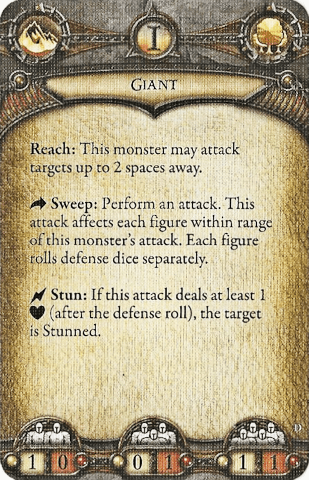 I
GIANT
Reach: This monster may attack
targets up to 2 spaces away.
Sweep: Perform an attack. This
attack affects each figure within range
of this monster's attack. Each figure
rolls defense dice separately.
Stun: If this attack deals at least 1
(after the defense roll), the target
is Stunned.
D
1 0 0 1 1 1